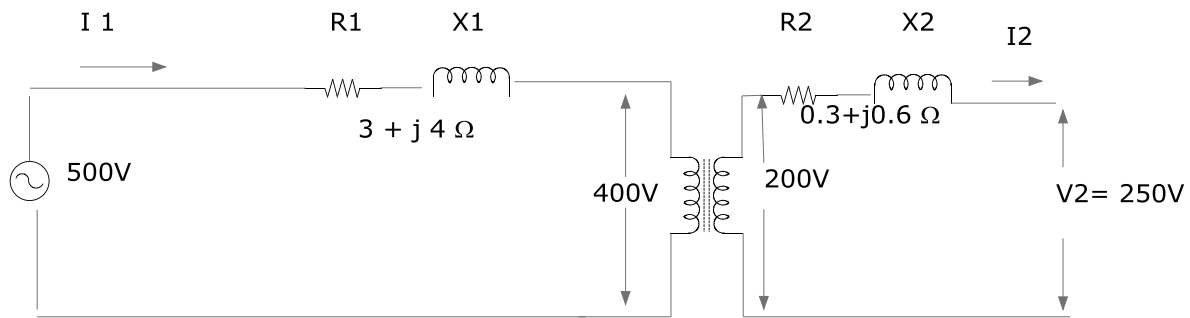 I 1
R1
X1
R2
X2
I2
3 + j 4 Ω
0.3+j0.6 Ω
500V
400V
200V
V2= 250V